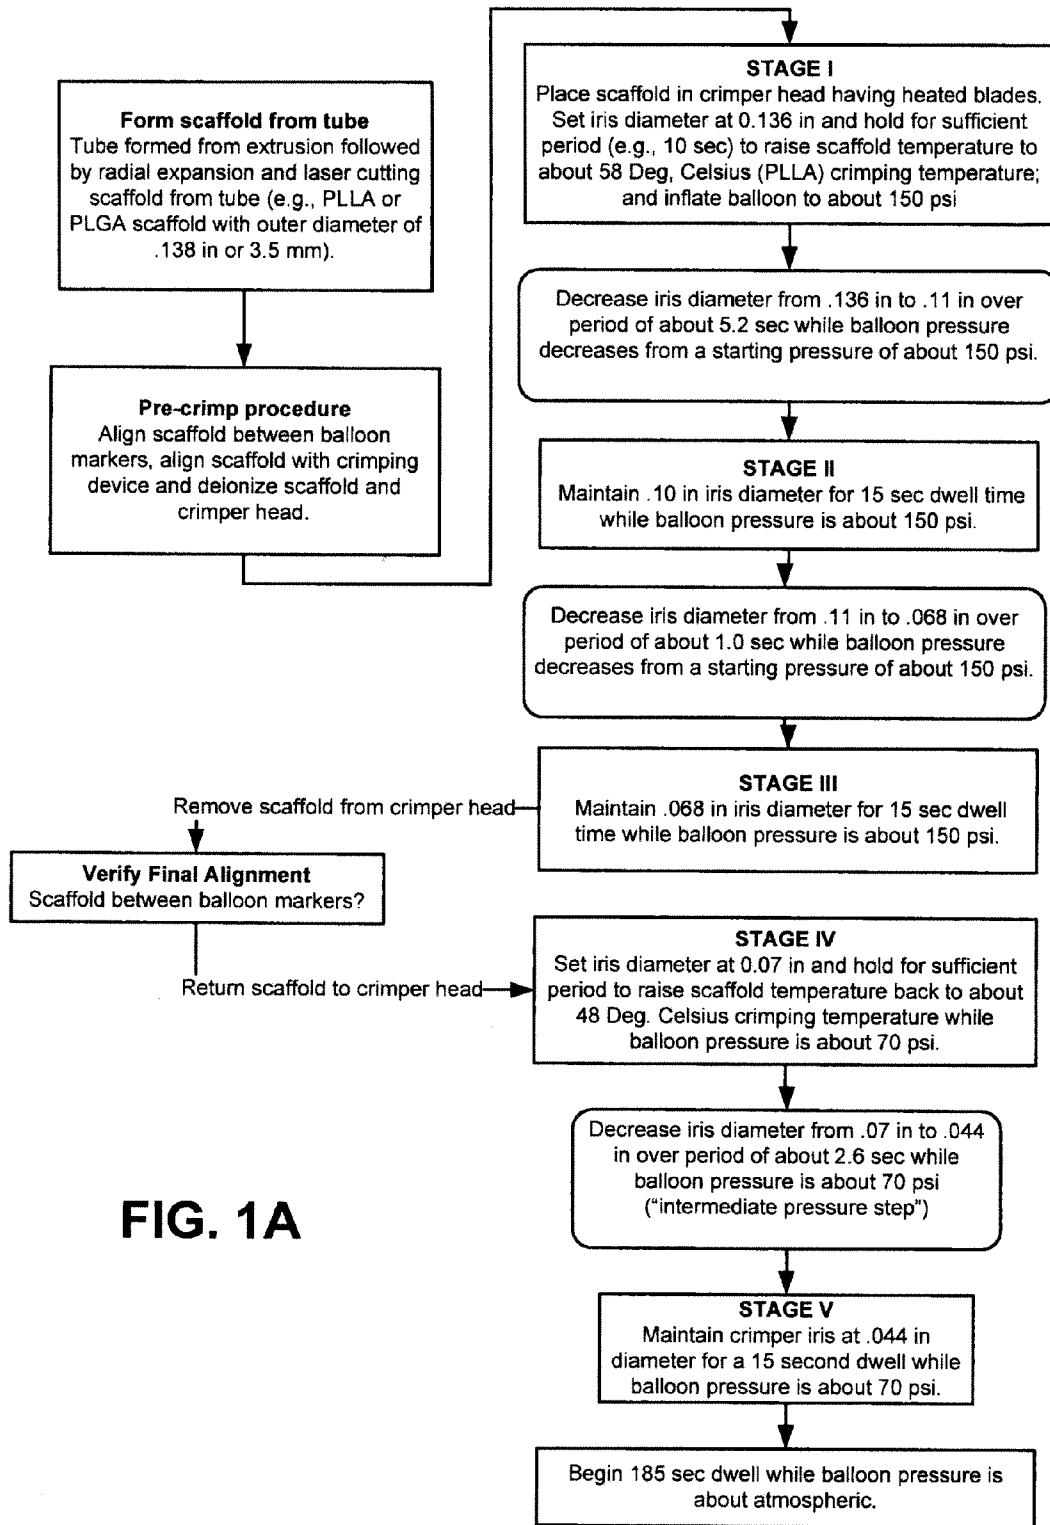 Form scaffold from tube
Tube formed from extrusion followed
by radial expansion and laser cutting
scaffold from tube (e.g., PLLA or
PLGA scaffold with outer diameter of
.138 in or 3.5 mm).
Pre-crimp procedure
Align scaffold between balloon
markers, align scaffold with crimping
device and deionize scaffold and
crimper head.
STAGE I
Place scaffold in crimper head having heated blades.
Set iris diameter at 0.136 in and hold for sufficient
period (e.g., 10 sec) to raise scaffold temperature to
about 58 Deg, Celsius (PLLA) crimping temperature;
and inflate balloon to about 150 psi
Decrease iris diameter from .136 in to .11 in over
period of about 5.2 sec while balloon pressure
decreases from a starting pressure of about 150 psi.
STAGE II
Maintain .10 in iris diameter for 15 sec dwell time
while balloon pressure is about 150 psi.
Decrease iris diameter from .11 in to .068 in over
period of about 1.0 sec while balloon pressure
decreases from a starting pressure of about 150 psi.
STAGE III
Maintain .068 in iris diameter for 15 sec dwell
time while balloon pressure is about 150 psi.
Remove scaffold from crimper head
Verify Final Alignment
Scaffold between balloon markers?
Return scaffold to crimper head
STAGE IV
Set iris diameter at 0.07 in and hold for sufficient
period to raise scaffold temperature back to about
48 Deg. Celsius crimping temperature while
balloon pressure is about 70 psi.
Decrease iris diameter from .07 in to .044
in over period of about 2.6 sec while
balloon pressure is about 70 psi
("intermediate pressure step")
STAGE V
Maintain crimper iris at .044 in
diameter for a 15 second dwell while
balloon pressure is about 70 psi.
Begin 185 sec dwell while balloon pressure is
about atmospheric.
FIG. 1A